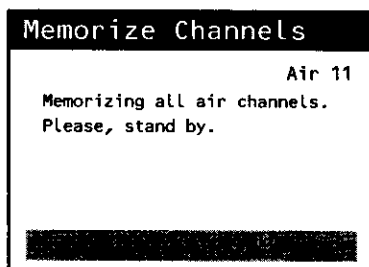 Memorize Channels
Air 11
Memorizing all air channels.
Please, stand by.